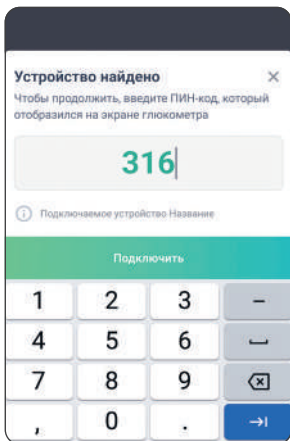 Устройство найдено
Чтобы продолжить, введите ПИН-код, который
отобразился на экране глюкометра
316
Подключаемое устройство Название
Подключить
1 2 3 –
4 5 6
7 8 9
, 0 .